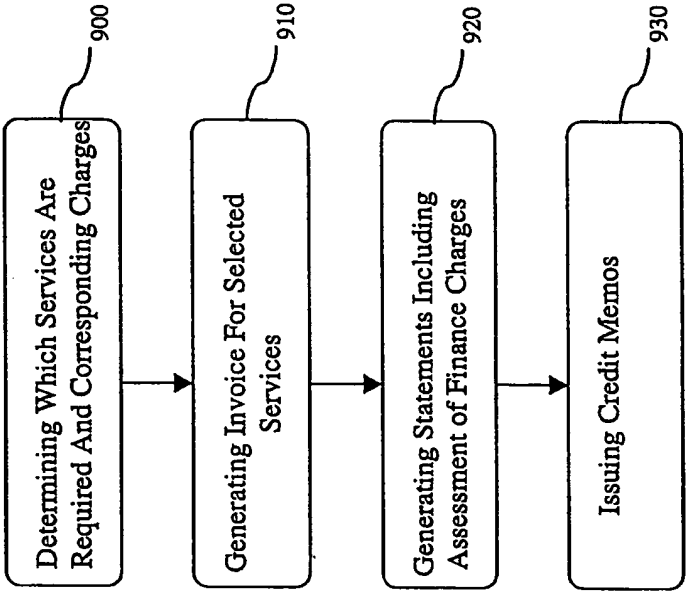 Determining Which Services Are
Required And Corresponding Charges
900
Generating Invoice For Selected
Services
910
Generating Statements Including
Assessment of Finance Charges
920
Issuing Credit Memos
930